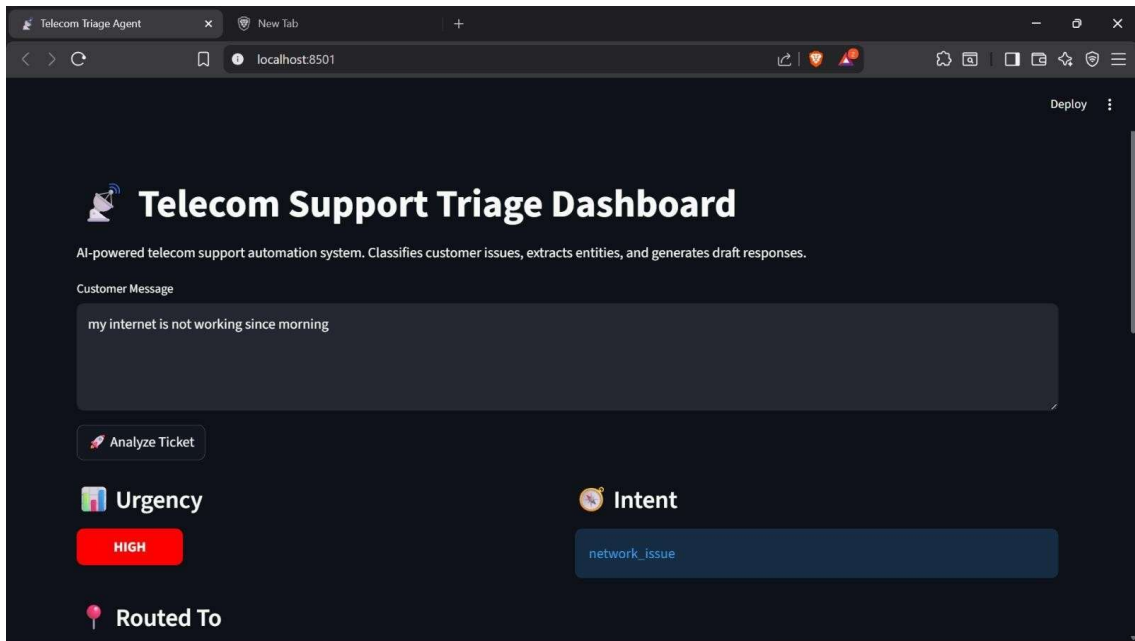 Telecom Triage Agent
New Tab
localhost:8501
2
Deploy
Telecom Support Triage Dashboard
AI-powered telecom support automation system. Classifies customer issues, extracts entities, and generates draft responses.
Customer Message
my internet is not working since morning
Analyze Ticket
Urgency
Intent
HIGH
network_issue
Routed To